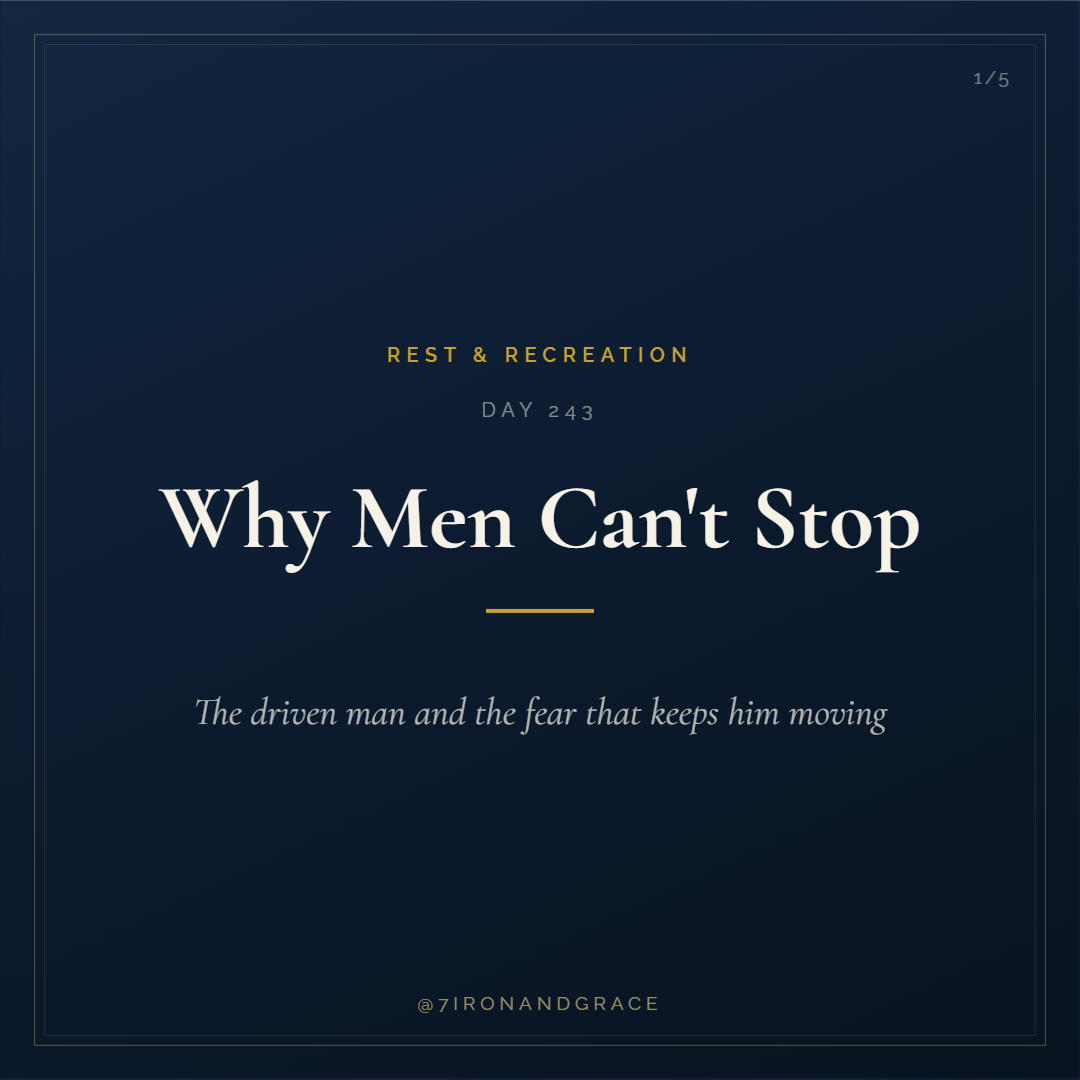 1/5
REST & RECREATION
DAY 243
Why Men Can't Stop
The driven man and the fear that keeps him moving
@7IRONANDGRACE